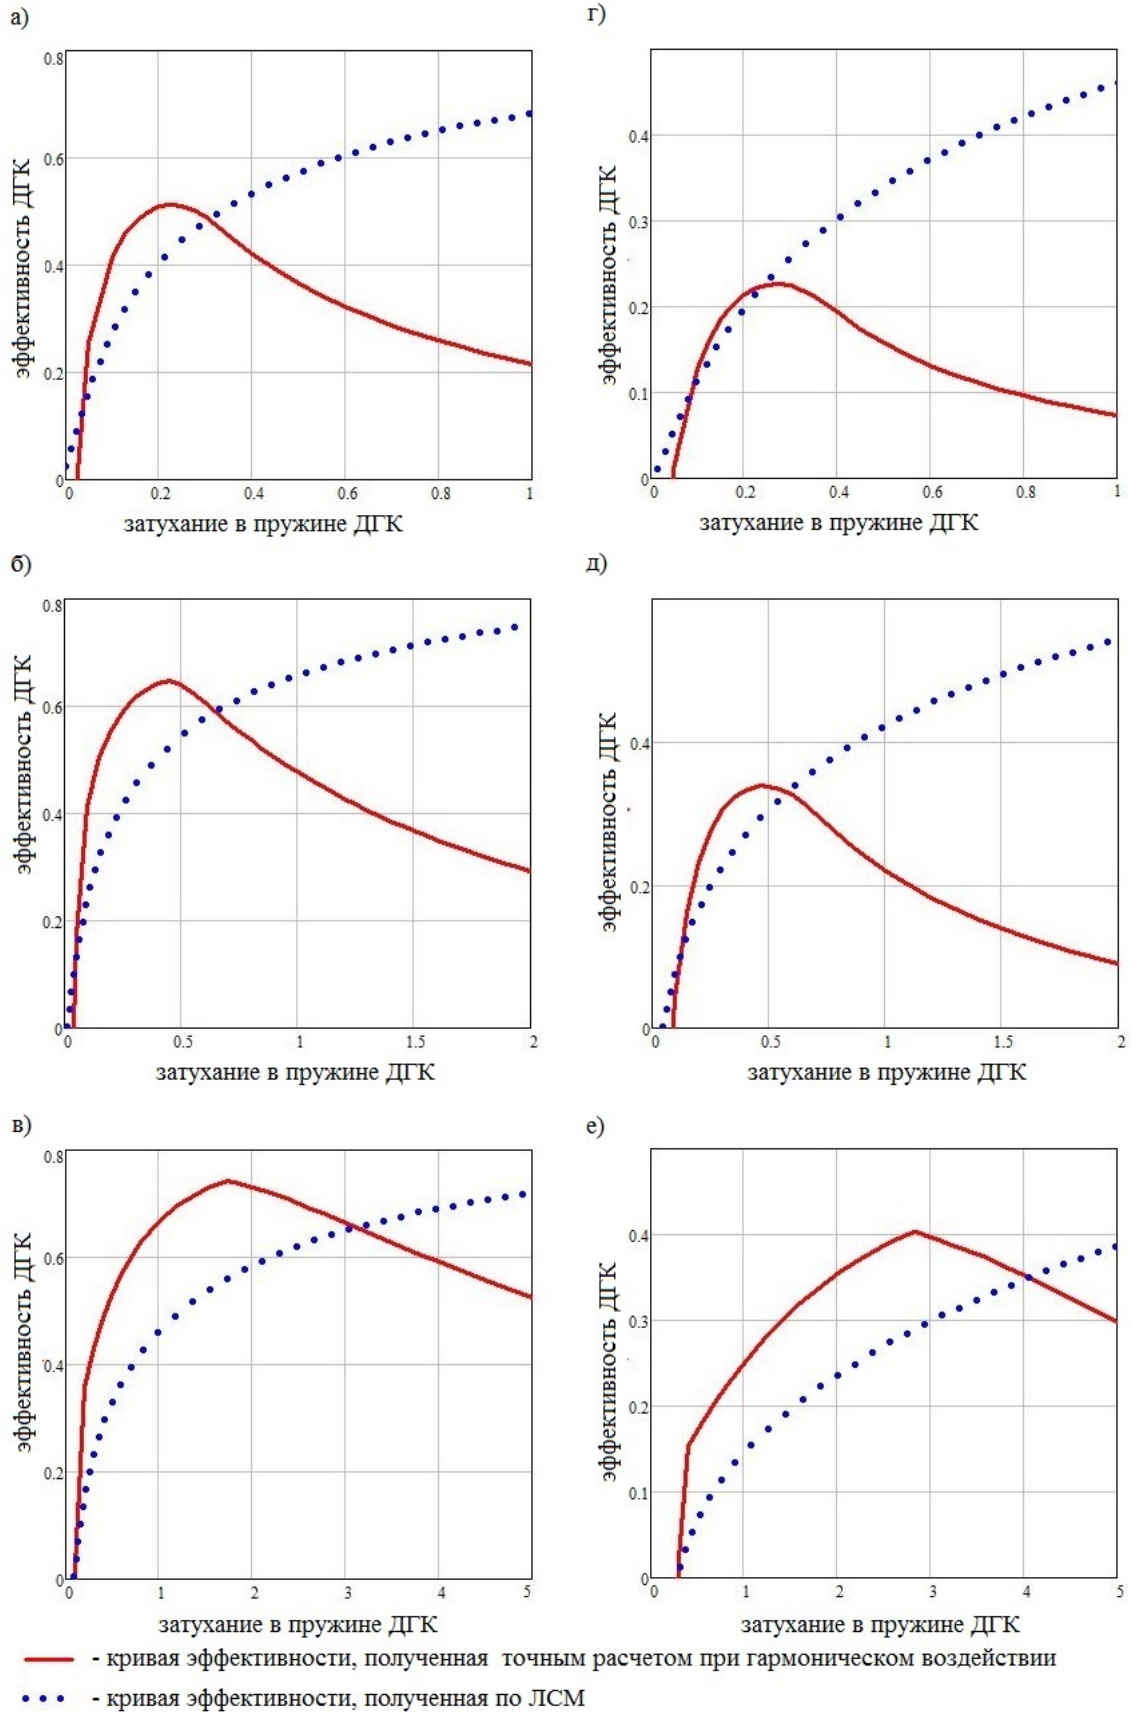 а)
0.8
0.6
0.4
0.2
0
0 0.2 0.4 0.6 0.8 1
эффективность ДГК
затухание в пружине ДГК
г)
0.4
0.3
0.2
0.1
0
0 0.2 0.4 0.6 0.8 1
эффективность ДГК
затухание в пружине ДГК
б)
0.8
0.6
0.4
0.2
0
0 0.5 1 1.5 2
эффективность ДГК
затухание в пружине ДГК
д)
0.4
0.2
0
0 0.5 1 1.5 2
эффективность ДГК
затухание в пружине ДГК
в)
0.8
0.6
0.4
0.2
0
0 1 2 3 4 5
эффективность ДГК
затухание в пружине ДГК
е)
0.4
0.3
0.2
0.1
0
0 1 2 3 4 5
эффективность ДГК
затухание в пружине ДГК
- кривая эффективности, полученная точным расчетом при гармоническом воздействии
- кривая эффективности, полученная по ЛСМ